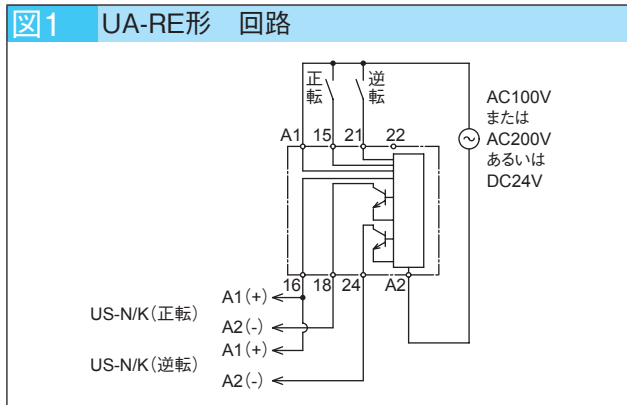 図1 UA-RE形 回路
正転
逆転
A1 15 21 22
AC100V
または
AC200V
あるいは
DC24V
16 18 24 A2
US-N/K(正転)
A1(+)
A2(-)
US-N/K(逆転)
A1(+)
A2(-)